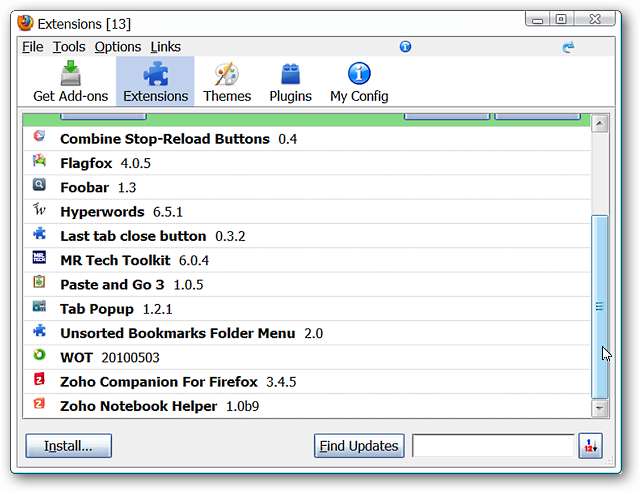 Extensions [13]
File Tools Options Links
Get Add-ons Extensions Themes Plugins My Config
Combine Stop-Reload Buttons 0.4
Flagfox 4.0.5
Foobar 1.3
Hyperwords 6.5.1
Last tab close button 0.3.2
MR Tech Toolkit 6.0.4
Paste and Go 3 1.0.5
Tab Popup 1.2.1
Unsorted Bookmarks Folder Menu 2.0
WOT 20100503
Zoho Companion For Firefox 3.4.5
Zoho Notebook Helper 1.0b9
Install... Find Updates